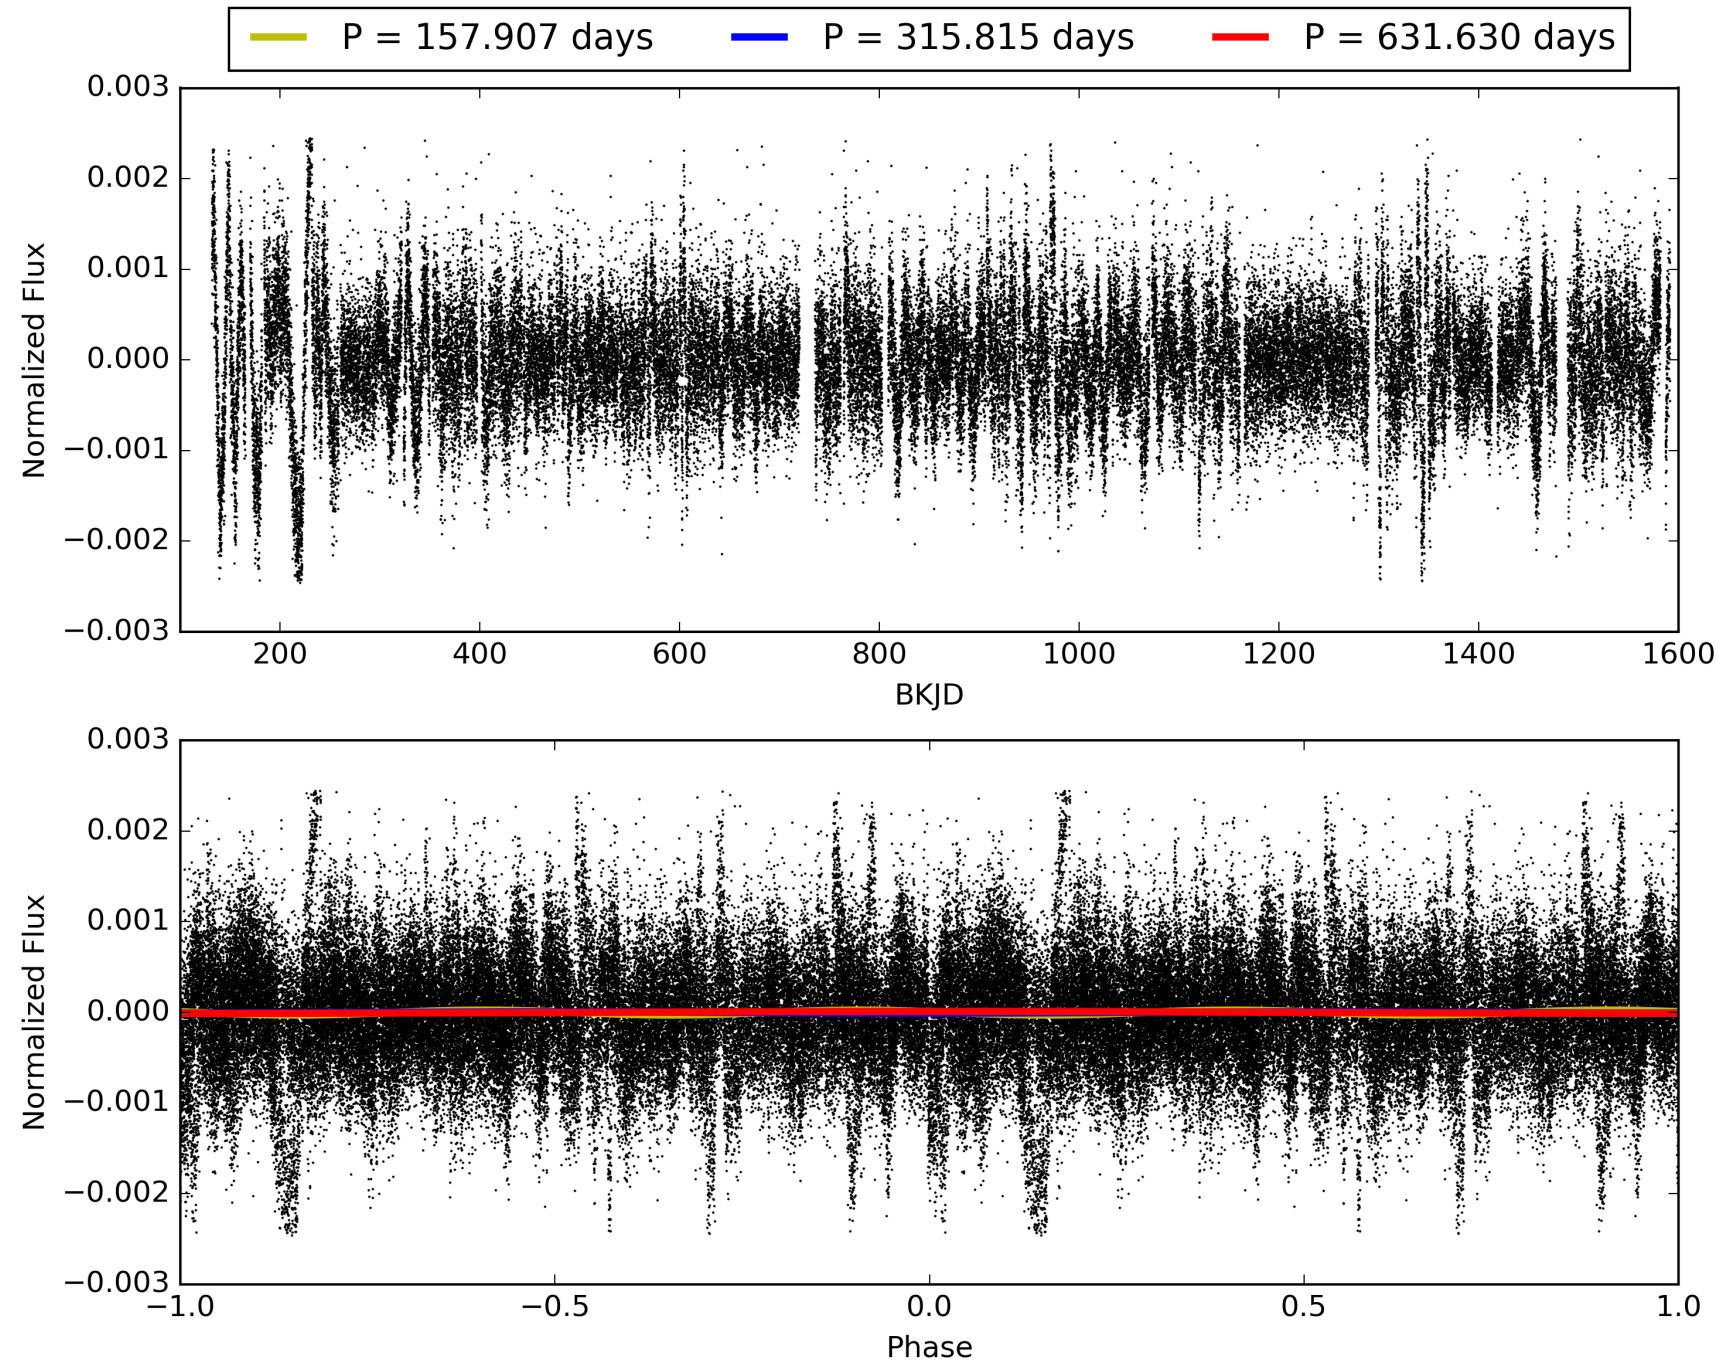 P = 157.907 days P = 315.815 days P = 631.630 days
0.003
0.002
0.001
0.000
−0.001
−0.002
−0.003
Normalized Flux
200 400 600 800 1000 1200 1400 1600
BKJD
0.003
0.002
0.001
0.000
−0.001
−0.002
−0.003
Normalized Flux
−1.0 −0.5 0.0 0.5 1.0
Phase